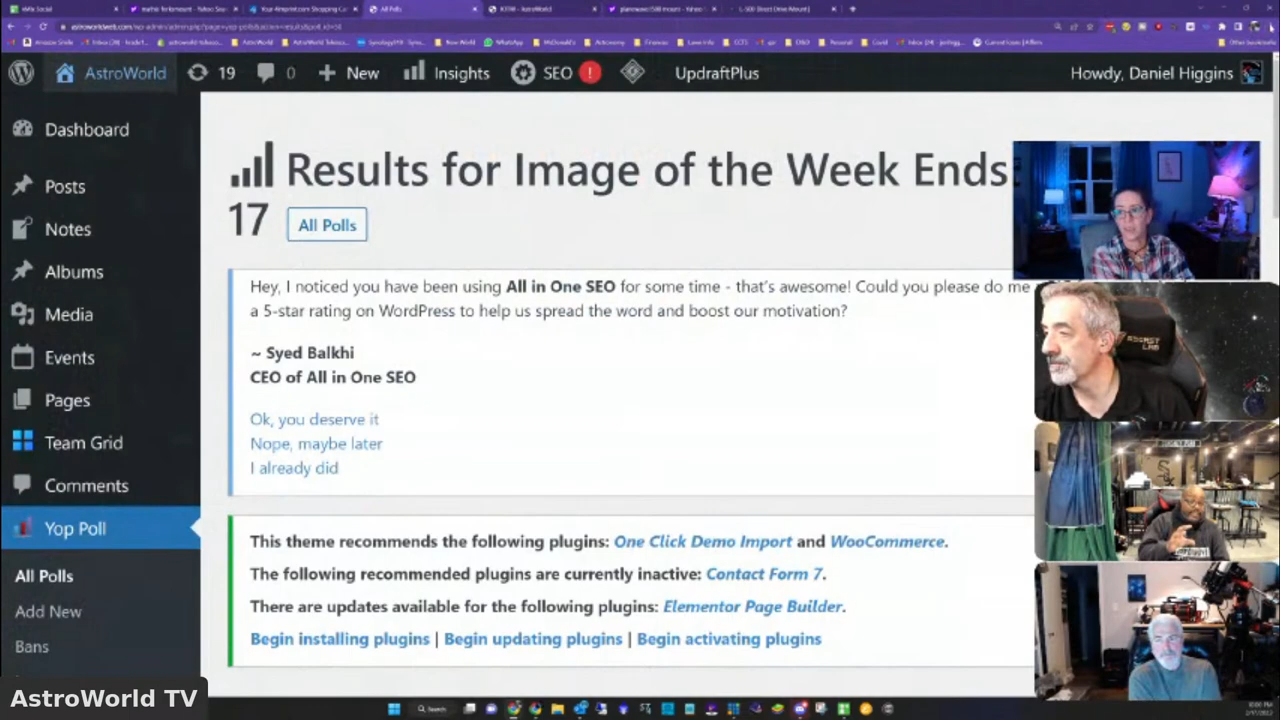 All Polls
AstroWorld
19
0
New
Insights
SEO
!
UpdraftPlus
Howdy, Daniel Higgins
Dashboard
Posts
Notes
Albums
Media
Events
Pages
Team Grid
Comments
Yop Poll
All Polls
Add New
Bans
Results for Image of the Week Ends:
17
All Polls
Hey, I noticed you have been using All in One SEO for some time - that's awesome! Could you please do me
a 5-star rating on WordPress to help us spread the word and boost our motivation?
~ Syed Balkhi
CEO of All in One SEO
Ok, you deserve it
Nope, maybe later
I already did
This theme recommends the following plugins: One Click Demo Import and WooCommerce.
The following recommended plugins are currently inactive: Contact Form 7.
There are updates available for the following plugins: Elementor Page Builder.
Begin installing plugins | Begin updating plugins | Begin activating plugins
AstroWorld TV
Search